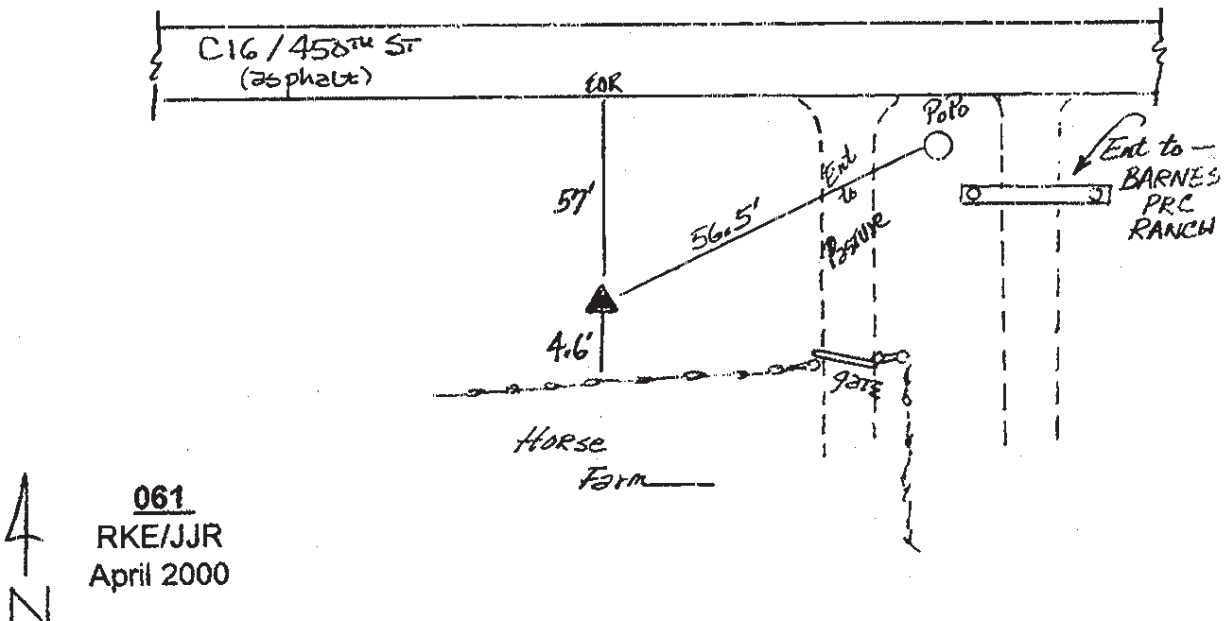 C16 / 450TH ST
(asphalt)
EOR
PoPo
Ent to
BARNES
PRC
RANCH
57'
56.5'
Ent
to
Pasture
4.6'
gate
Horse
Farm
061
RKE/JJR
April 2000
N